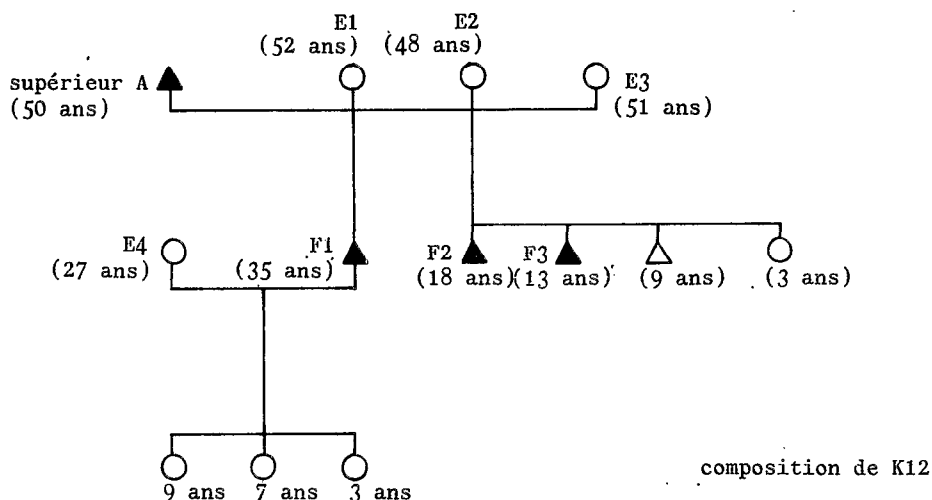 E1 E2
(52 ans) (48 ans)
supérieur A
(50 ans)
E3
(51 ans)
E4
(27 ans)
F1
(35 ans)
F2 F3
(18 ans) (13 ans) (9 ans) (3 ans)
9 ans 7 ans 3 ans
composition de K12